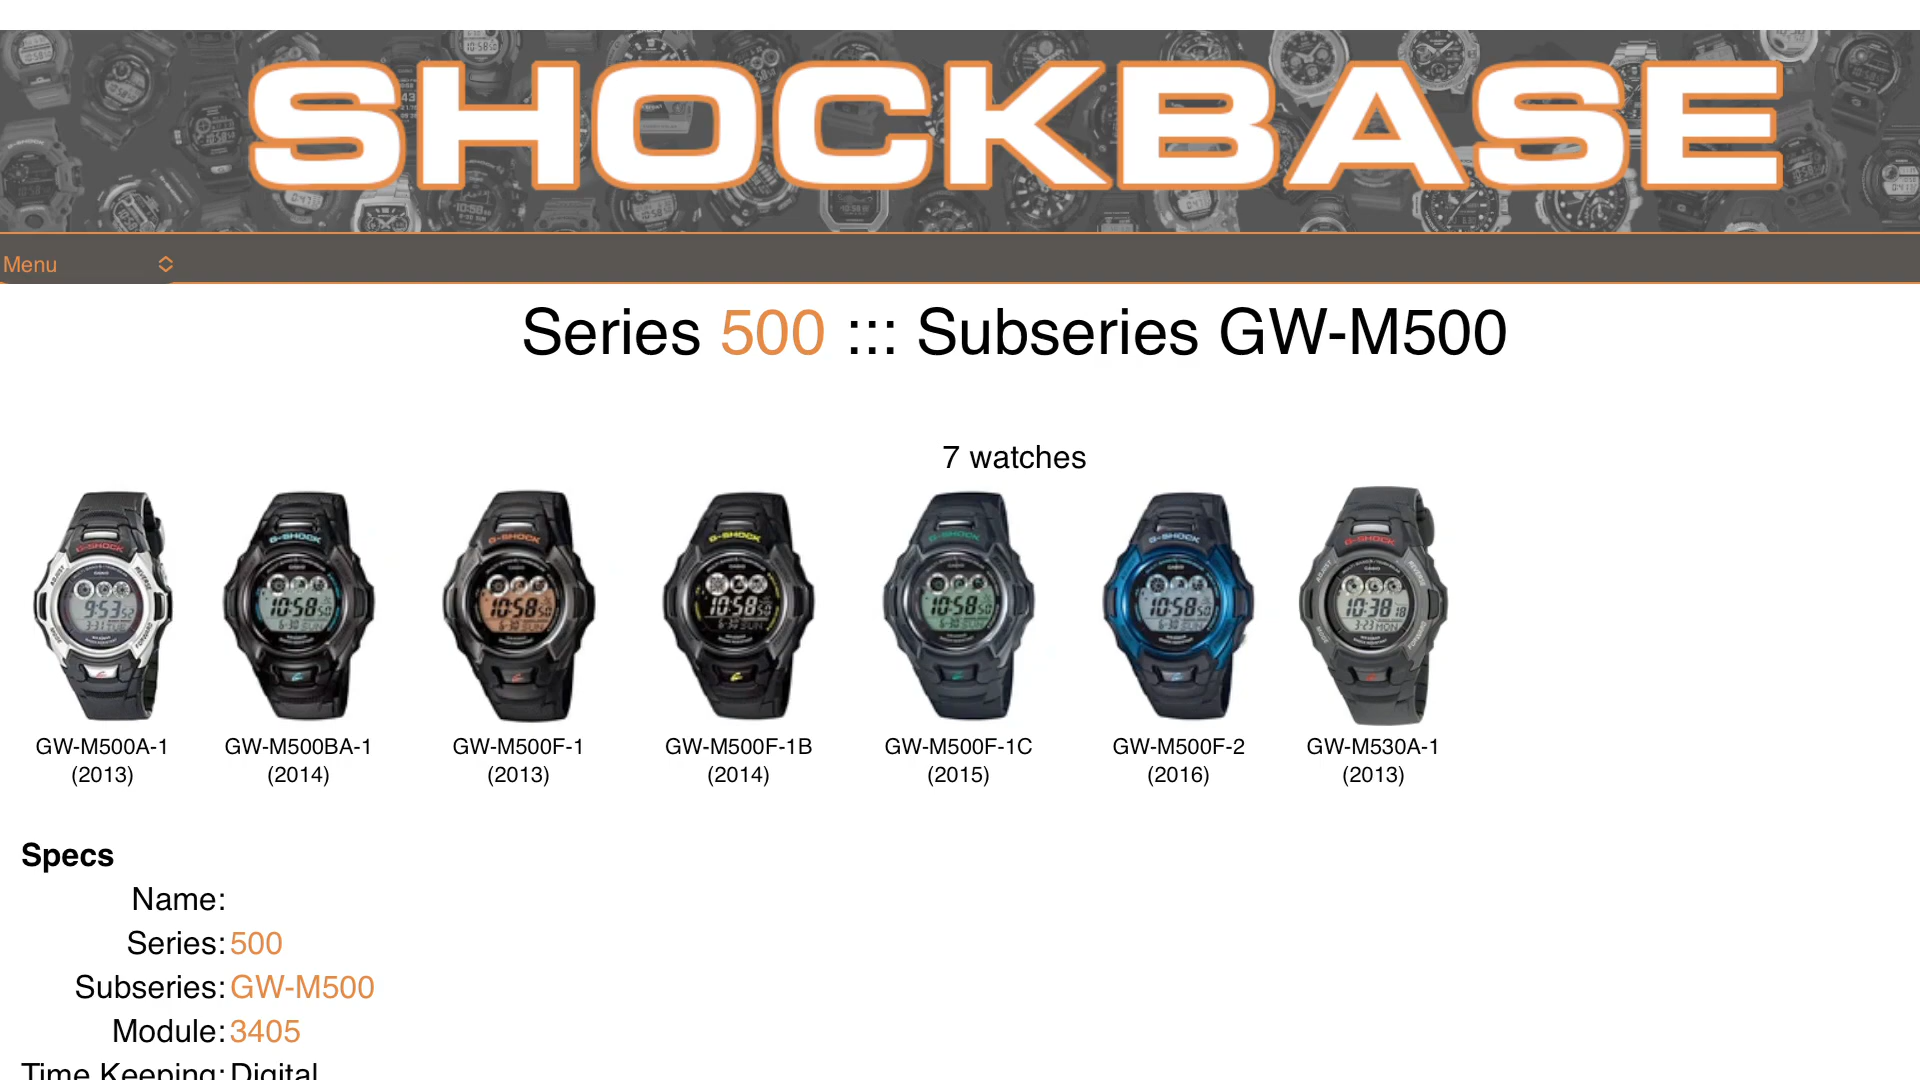 SHOCKBASE
Menu
Series 500 ::: Subseries GW-M500
7 watches
GW-M500A-1
(2013)
GW-M500BA-1
(2014)
GW-M500F-1
(2013)
GW-M500F-1B
(2014)
GW-M500F-1C
(2015)
GW-M500F-2
(2016)
GW-M530A-1
(2013)
Specs
Name:
Series: 500
Subseries: GW-M500
Module: 3405
Time Keeping: Digital